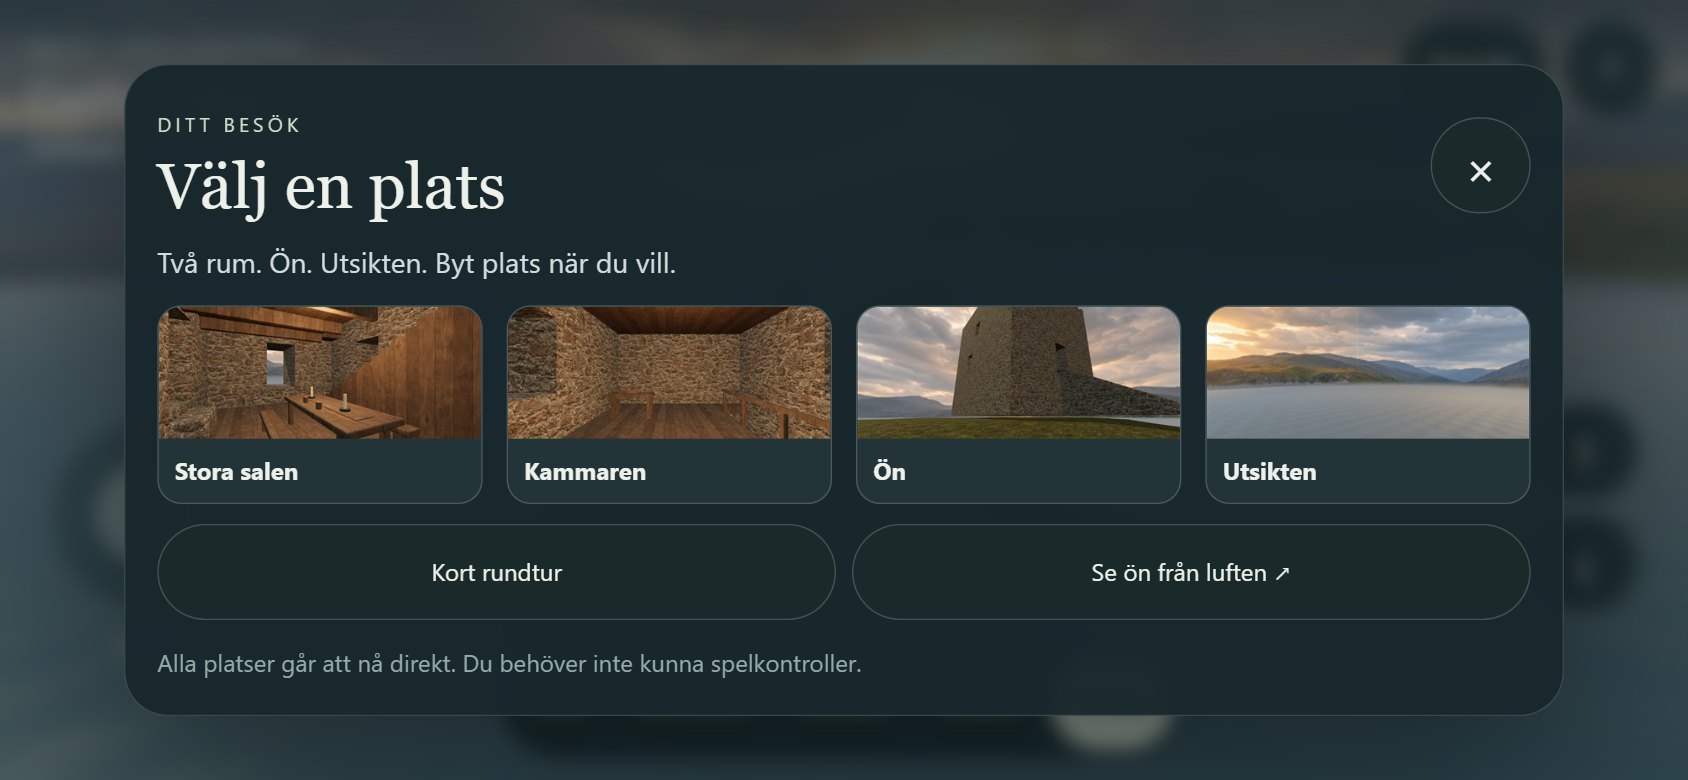 DITT BESÖK
Välj en plats
Två rum. Ön. Utsikten. Byt plats när du vill.
Stora salen
Kammaren
Ön
Utsikten
Kort rundtur
Se ön från luften ↗
Alla platser går att nå direkt. Du behöver inte kunna spelkontroller.